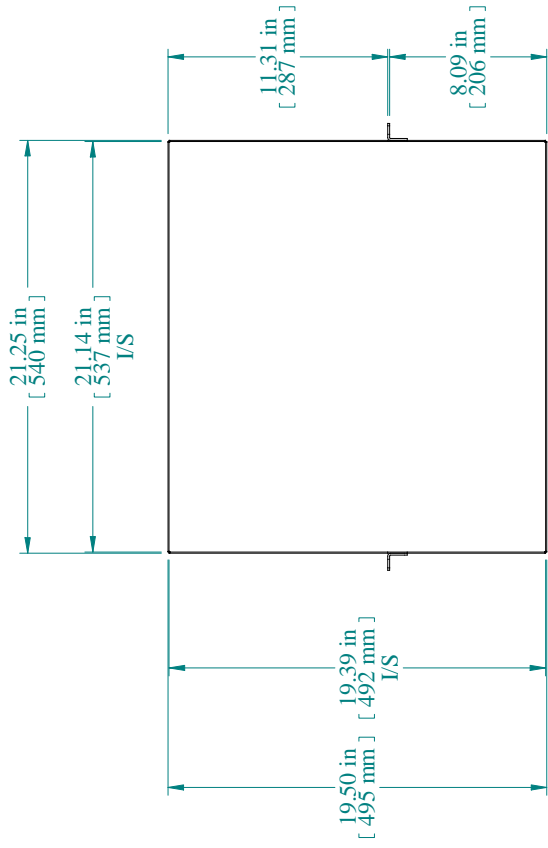 21.25 in
[ 540 mm ]
21.14 in
[ 537 mm ]
I/S
11.31 in
[ 287 mm ]
8.09 in
[ 206 mm ]
19.39 in
[ 492 mm ]
I/S
19.50 in
[ 495 mm ]